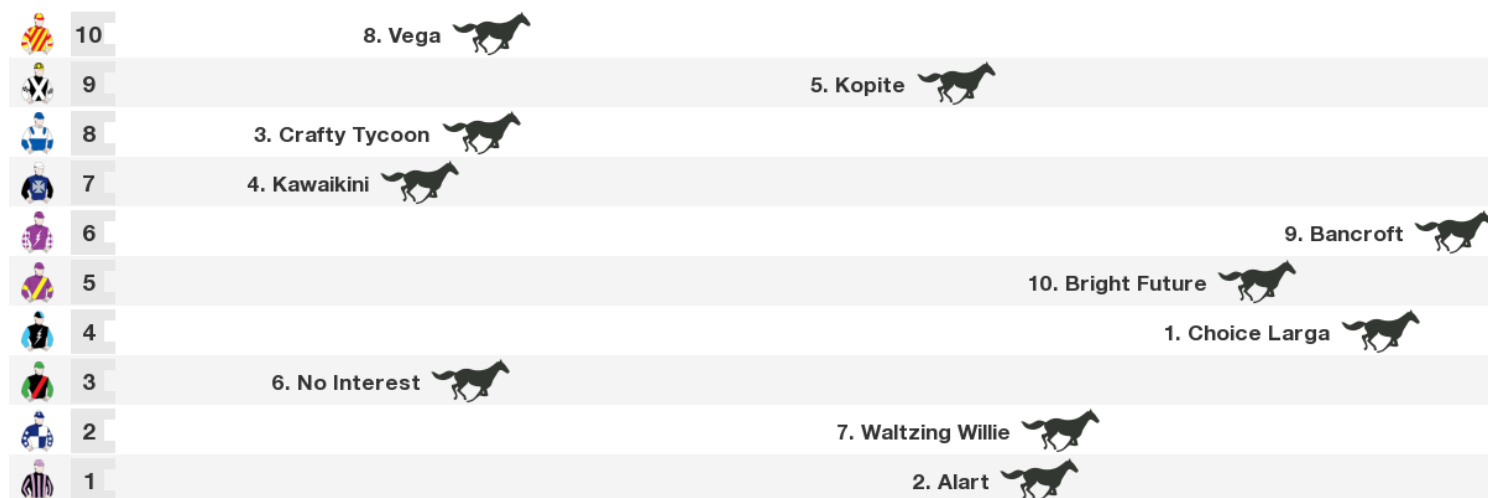 10 8. Vega
9 5. Kopite
8 3. Crafty Tycoon
7 4. Kawaikini
6 9. Bancroft
5 10. Bright Future
4 1. Choice Larga
3 6. No Interest
2 7. Waltzing Willie
1 2. Alart